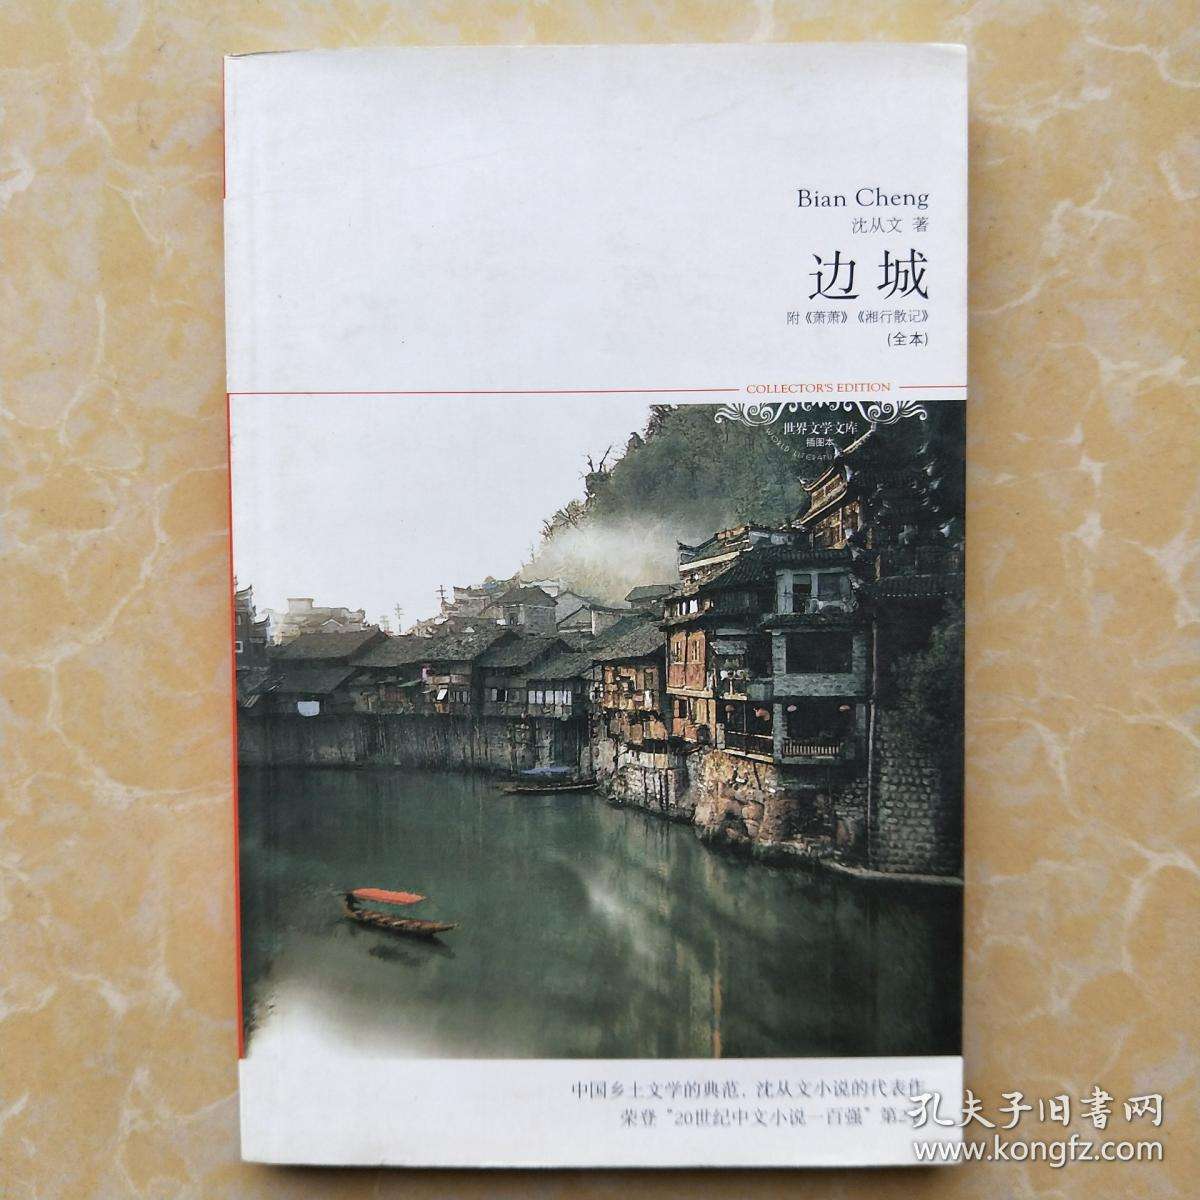 Bian Cheng
沈从文 著
边城
附《萧萧》《湘行散记》
(全本)
COLLECTOR'S EDITION
世界文学文库
插图本
WORLD LITERATURE
中国乡土文学的典范,沈从文小说的代表作
荣登“20世纪中文小说一百强”第2
孔夫子旧书网
www.kongfz.com